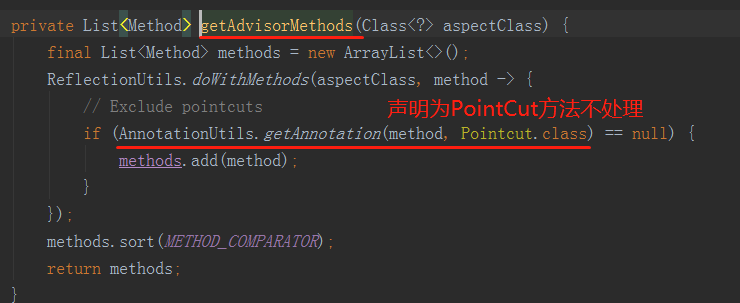 private List<Method> getAdvisorMethods(Class<?> aspectClass) {
final List<Method> methods = new ArrayList<>();
ReflectionUtils.doWithMethods(aspectClass, method -> {
// Exclude pointcuts
声明为PointCut方法不处理
if (AnnotationUtils.getAnnotation(method, Pointcut.class) == null) {
methods.add(method);
}
});
methods.sort(METHOD_COMPARATOR);
return methods;
}